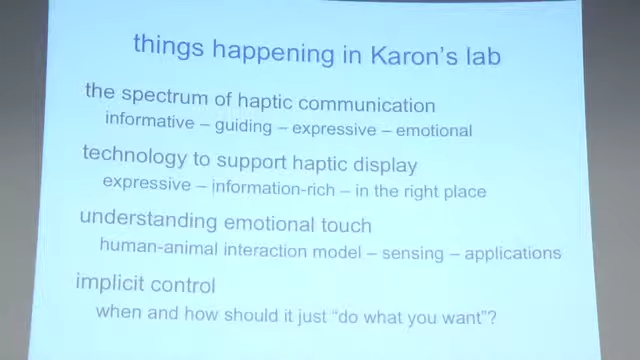 things happening in Karon's lab
the spectrum of haptic communication
informative – guiding – expressive – emotional
technology to support haptic display
expressive – information-rich – in the right place
understanding emotional touch
human-animal interaction model – sensing – applications
implicit control
when and how should it just "do what you want"?